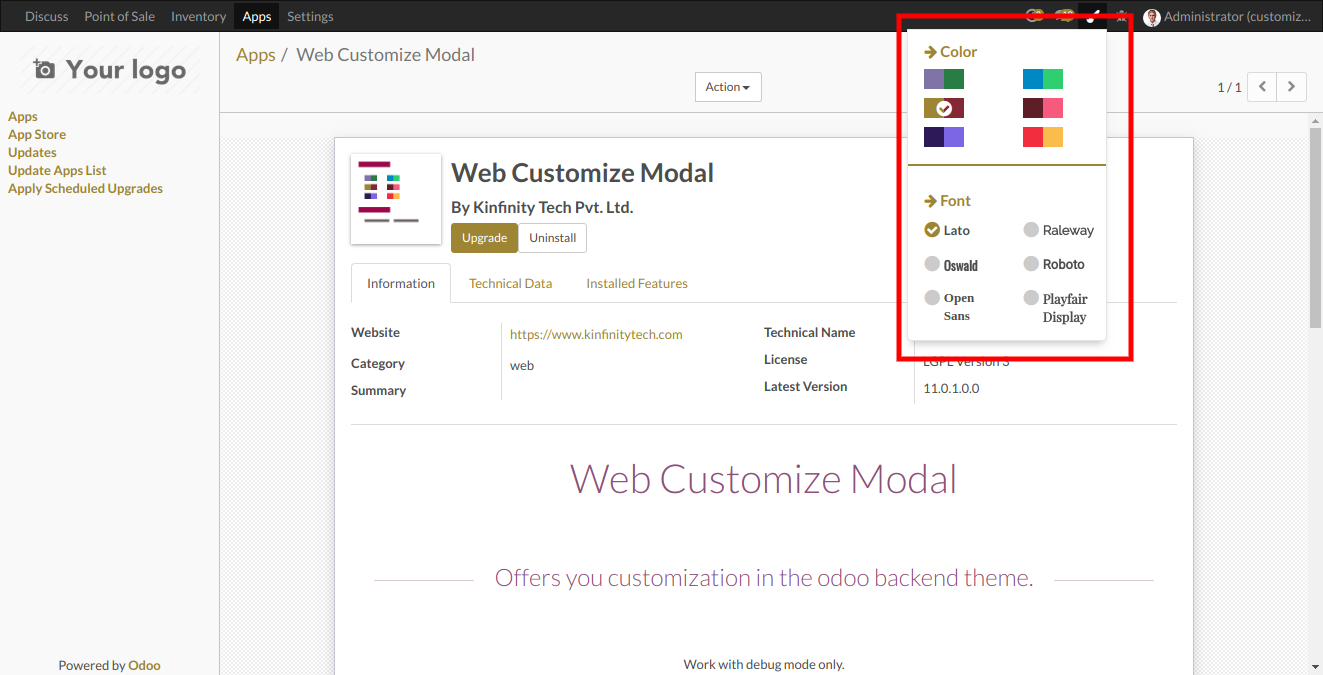 Discuss Point of Sale Inventory Apps Settings
Administrator (customiz...
Your logo
Apps
App Store
Updates
Update Apps List
Apply Scheduled Upgrades
Powered by Odoo
Apps / Web Customize Modal
Action
1 / 1
Web Customize Modal
By Kinfinity Tech Pvt. Ltd.
Upgrade Uninstall
Information Technical Data Installed Features
Website https://www.kinfinitytech.com
Category web
Summary
Technical Name
License LGPL Version 3
Latest Version 11.0.1.0.0
Color
Font
Lato Raleway
Oswald Roboto
Open Playfair
Sans Display
Web Customize Modal
Offers you customization in the odoo backend theme.
Work with debug mode only.